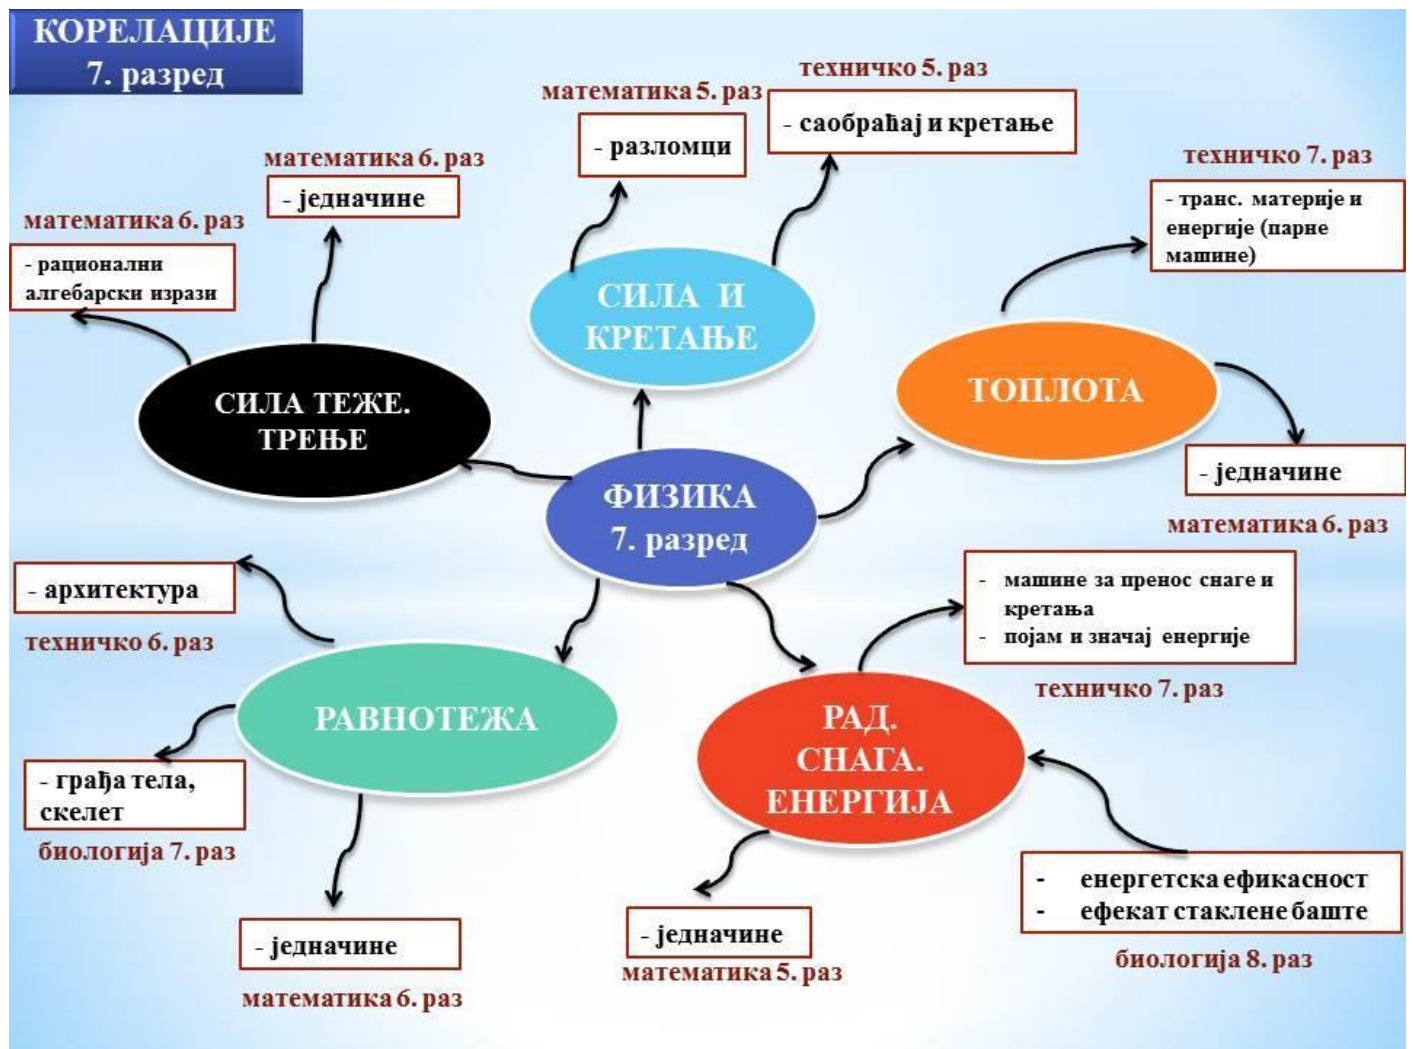 КОРЕЛАЦИЈЕ
7. разред
техничко 5. раз
- саобраћај и кретање
математика 5. раз
- разломци
математика 6. раз
- једначине
математика 6. раз
- рационални
алгебарски изрази
техничко 7. раз
- транс. материје и
енергије (парне
машине)
СИЛА И
КРЕТАЊЕ
СИЛА ТЕЖЕ.
ТРЕЊЕ
ТОПЛОТА
- једначине
математика 6. раз
ФИЗИКА
7. разред
- архитектура
техничко 6. раз
- машине за пренос снаге и
кретања
- појам и значај енергије
техничко 7. раз
РАВНОТЕЖА
РАД.
СНАГА.
ЕНЕРГИЈА
- грађа тела,
скелет
биологија 7. раз
- једначине
математика 6. раз
- једначине
математика 5. раз
- енергетска ефикасност
- ефекат стаклене баште
биологија 8. раз